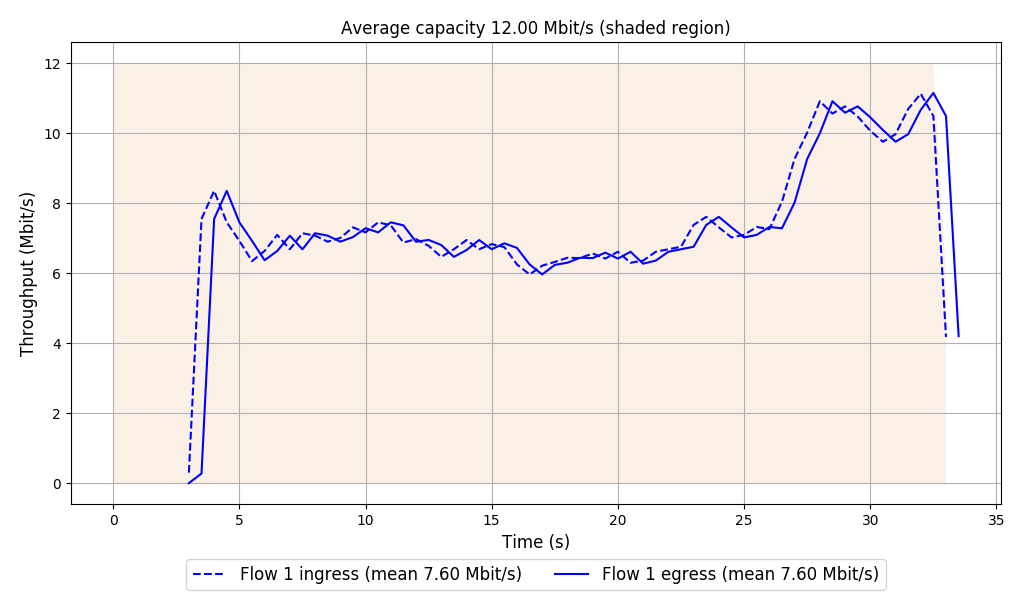 Average capacity 12.00 Mbit/s (shaded region)
12
10
8
6
4
2
0
Throughput (Mbit/s)
0 5 10 15 20 25 30 35
Time (s)
Flow 1 ingress (mean 7.60 Mbit/s) Flow 1 egress (mean 7.60 Mbit/s)